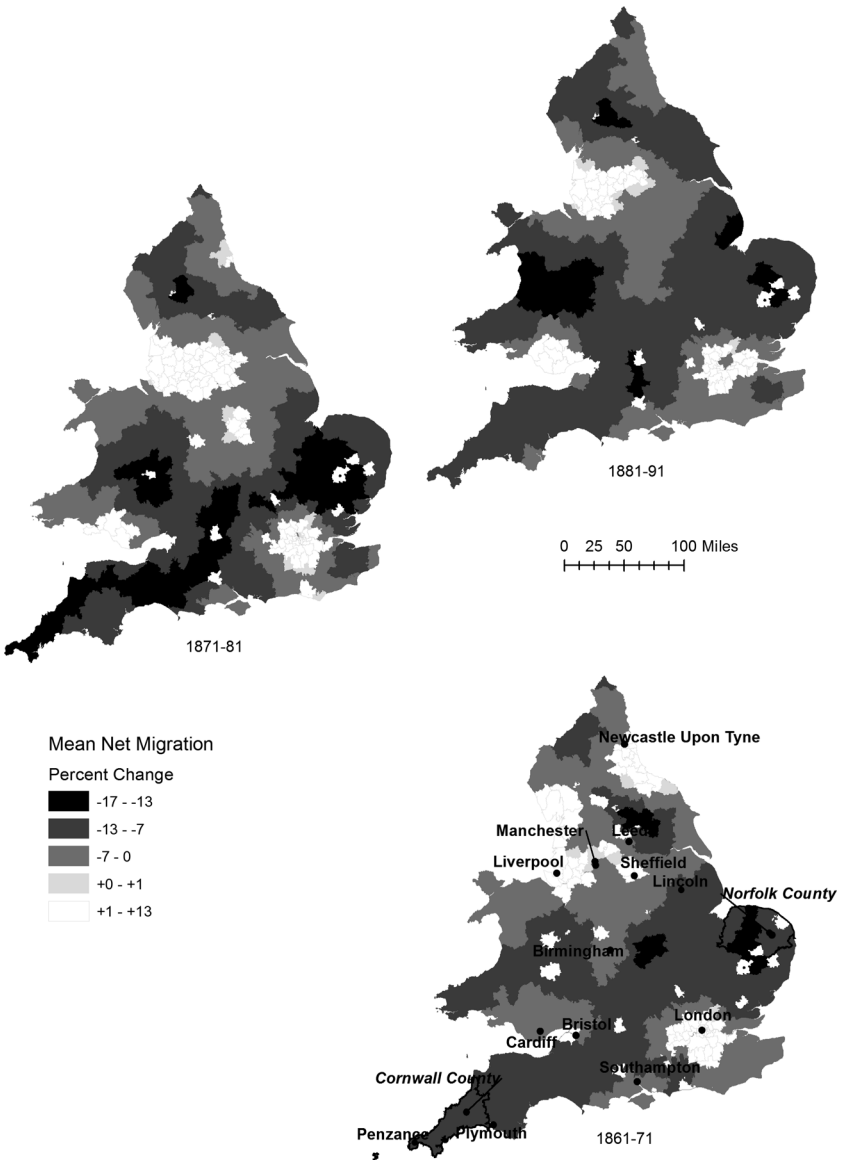 1881-91
0 25 50 100 Miles
1871-81
Mean Net Migration
Percent Change
-17 - -13
-13 - -7
-7 - 0
+0 - +1
+1 - +13
Newcastle Upon Tyne
Manchester
Leeds
Liverpool
Sheffield
Lincoln
Norfolk County
Birmingham
London
Bristol
Cardiff
Southampton
Cornwall County
Penzance
Plymouth
1861-71